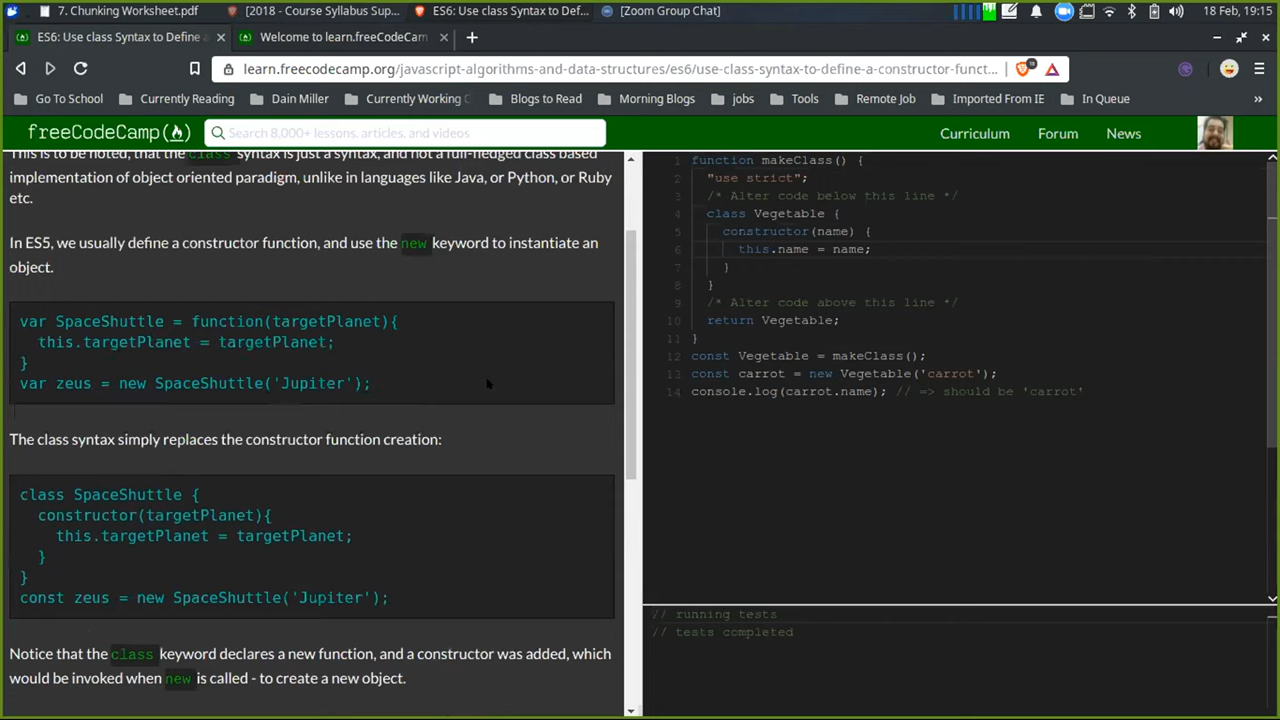 7. Chunking Worksheet.pdf
[2018 - Course Syllabus Sup...
ES6: Use class Syntax to Def...
[Zoom Group Chat]
18 Feb, 19:15
ES6: Use class Syntax to Define a
Welcome to learn.freeCodeCam
learn.freecodecamp.org/javascript-algorithms-and-data-structures/es6/use-class-syntax-to-define-a-constructor-funct...
18
Go To School
Currently Reading
Dain Miller
Currently Working
Blogs to Read
Morning Blogs
jobs
Tools
Remote Job
Imported From IE
In Queue
»
freeCodeCamp
Search 8,000+ lessons, articles, and videos
Curriculum
Forum
News
This is to be noted, that the class syntax is just a syntax, and not a full-fledged class based
implementation of object oriented paradigm, unlike in languages like Java, or Python, or Ruby
etc.
In ES5, we usually define a constructor function, and use the new keyword to instantiate an
object.
var SpaceShuttle = function(targetPlanet){
this.targetPlanet = targetPlanet;
}
var zeus = new SpaceShuttle('Jupiter');
The class syntax simply replaces the constructor function creation:
class SpaceShuttle {
constructor(targetPlanet){
this.targetPlanet = targetPlanet;
}
}
const zeus = new SpaceShuttle('Jupiter');
Notice that the class keyword declares a new function, and a constructor was added, which
would be invoked when new is called - to create a new object.
1 function makeClass() {
2 "use strict";
3 /* Alter code below this line */
4 class Vegetable {
5 constructor(name) {
6 this.name = name;
7 }
8 }
9 /* Alter code above this line */
10 return Vegetable;
11 }
12 const Vegetable = makeClass();
13 const carrot = new Vegetable('carrot');
14 console.log(carrot.name); // => should be 'carrot'
// running tests
// tests completed